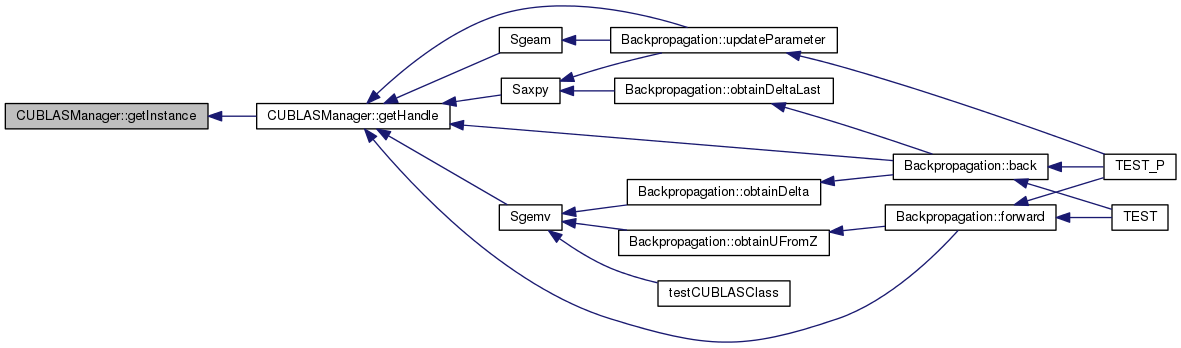 CUBLASManager::getInstance
CUBLASManager::getHandle
Sgeam
Saxpy
Sgemv
Backpropagation::updateParameter
Backpropagation::obtainDeltaLast
Backpropagation::obtainDelta
Backpropagation::obtainUFromZ
testCUBLASClass
Backpropagation::back
Backpropagation::forward
TEST_P
TEST